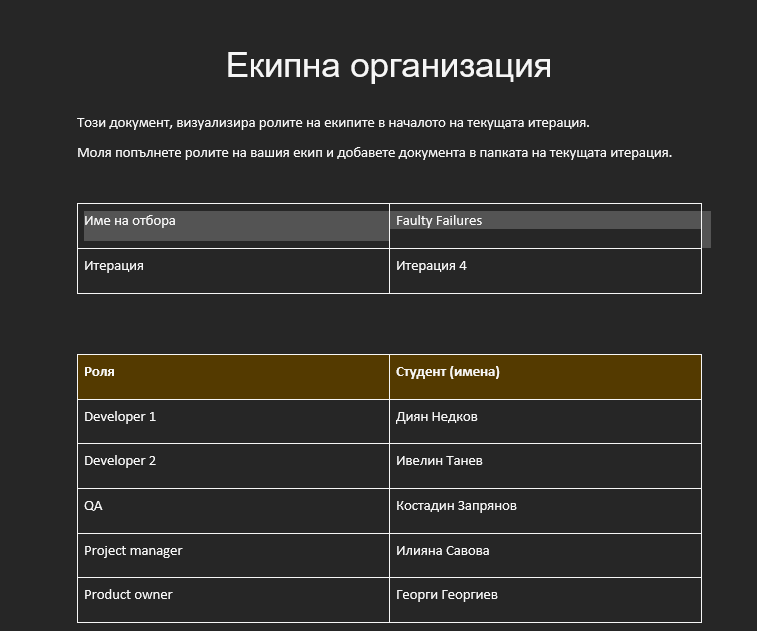 Екипна организация
Този документ, визуализира ролите на екипите в началото на текущата итерация.
Моля попълнете ролите на вашия екип и добавете документа в папката на текущата итерация.
Име на отбора Faulty Failures
Итерация Итерация 4
Роля Студент (имена)
Developer 1 Диян Недков
Developer 2 Ивелин Танев
QA Костадин Запрянов
Project manager Илияна Савова
Product owner Георги Георгиев